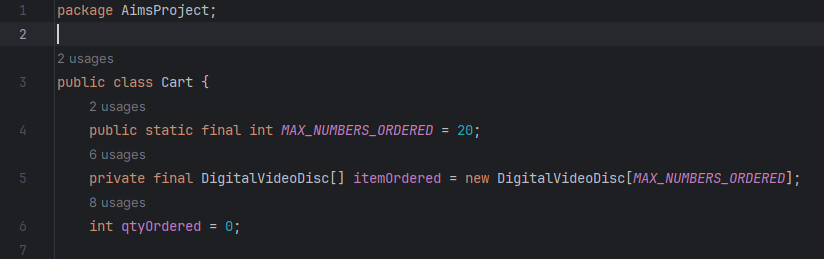 1 package AimsProject;
2
2 usages
3 public class Cart {
2 usages
4 public static final int MAX_NUMBERS_ORDERED = 20;
6 usages
5 private final DigitalVideoDisc[] itemOrdered = new DigitalVideoDisc[MAX_NUMBERS_ORDERED];
8 usages
6 int qtyOrdered = 0;
7